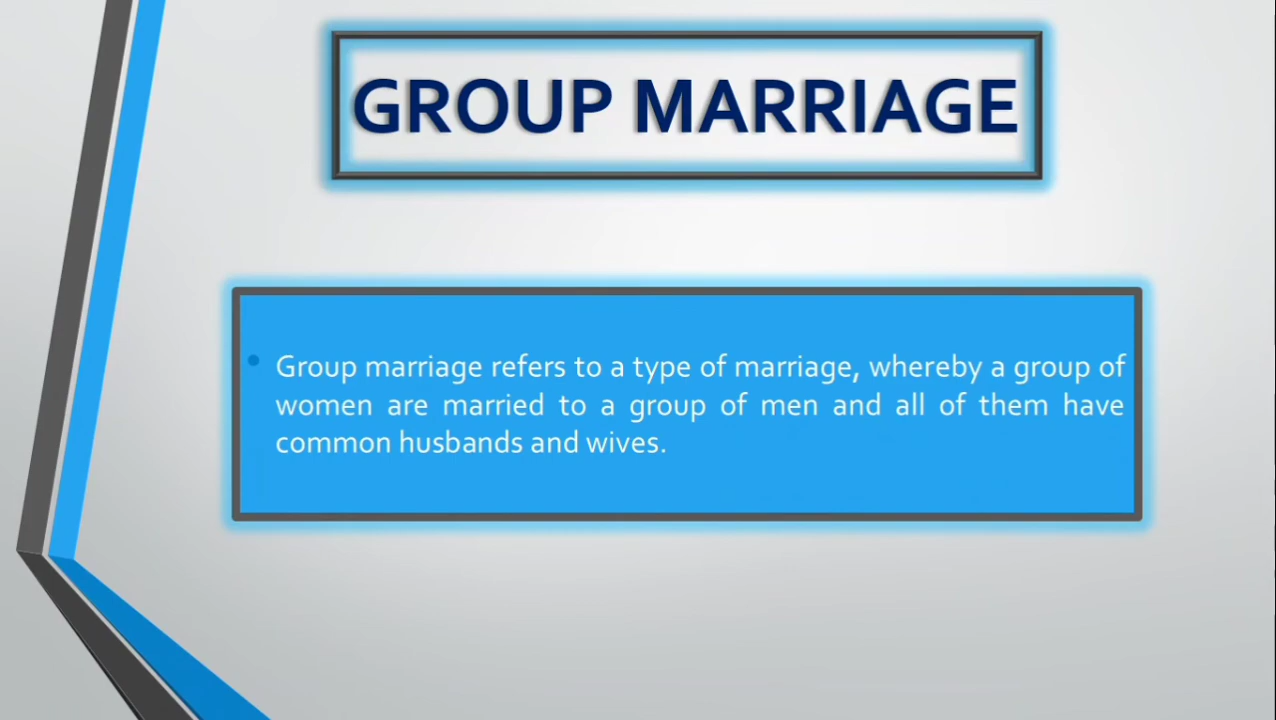 GROUP MARRIAGE
• Group marriage refers to a type of marriage, whereby a group of
women are married to a group of men and all of them have
common husbands and wives.